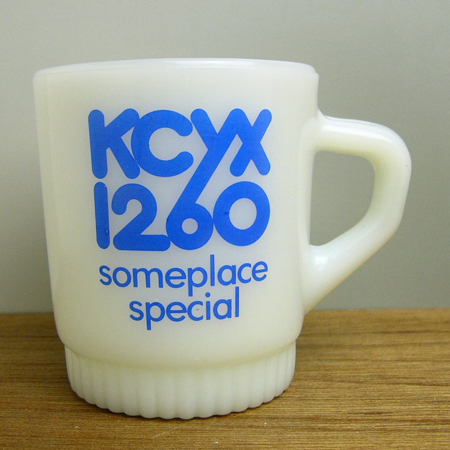 KCYX
1260
someplace
special